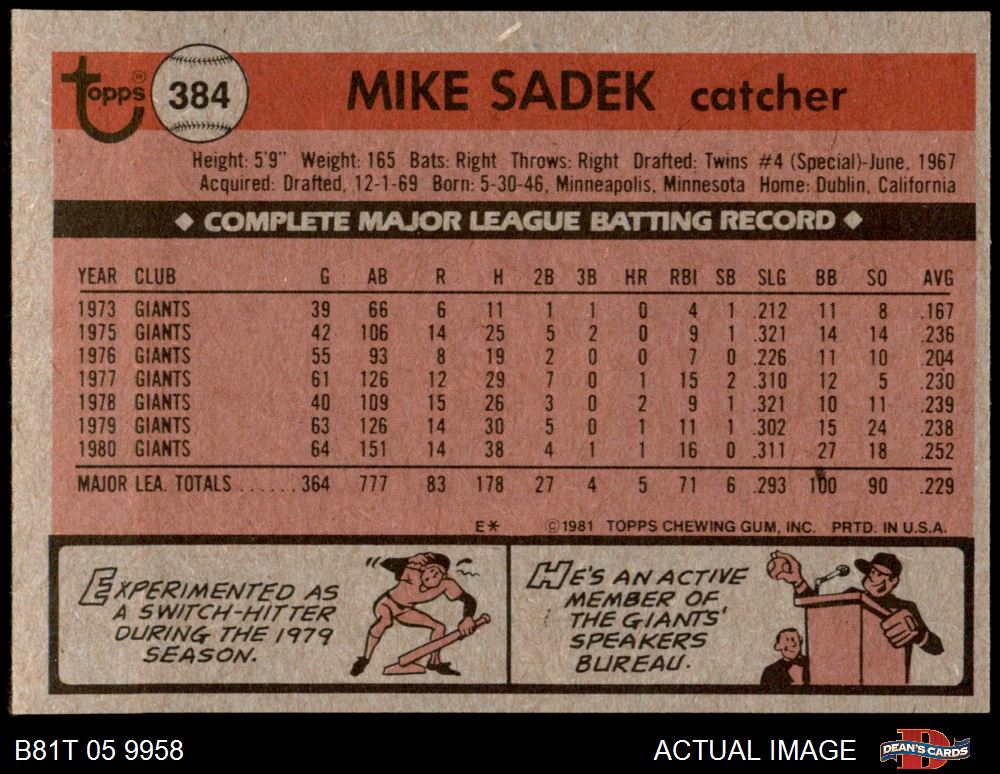 topps ® 384 MIKE SADEK catcher
Height: 5'9" Weight: 165 Bats: Right Throws: Right Drafted: Twins #4 (Special)-June, 1967
Acquired: Drafted, 12-1-69 Born: 5-30-46, Minneapolis, Minnesota Home: Dublin, California
◆ COMPLETE MAJOR LEAGUE BATTING RECORD ◆
YEAR CLUB G AB R H 2B 3B HR RBI SB SLG BB SO AVG
1973 GIANTS 39 66 6 11 1 1 0 4 1 .212 11 8 .167
1975 GIANTS 42 106 14 25 5 2 0 9 1 .321 14 14 .236
1976 GIANTS 55 93 8 19 2 0 0 7 0 .226 11 10 .204
1977 GIANTS 61 126 12 29 7 0 1 15 2 .310 12 5 .230
1978 GIANTS 40 109 15 26 3 0 2 9 1 .321 10 11 .239
1979 GIANTS 63 126 14 30 5 0 1 11 1 .302 15 24 .238
1980 GIANTS 64 151 14 38 4 1 1 16 0 .311 27 18 .252
MAJOR LEA. TOTALS ...... 364 777 83 178 27 4 5 71 6 .293 100 90 .229
E* ©1981 TOPPS CHEWING GUM, INC. PRTD. IN U.S.A.
EXPERIMENTED AS
A SWITCH-HITTER
DURING THE 1979
SEASON.
HE'S AN ACTIVE
MEMBER OF
THE GIANTS'
SPEAKERS
BUREAU.
B81T 05 9958 ACTUAL IMAGE DEAN'S CARDS